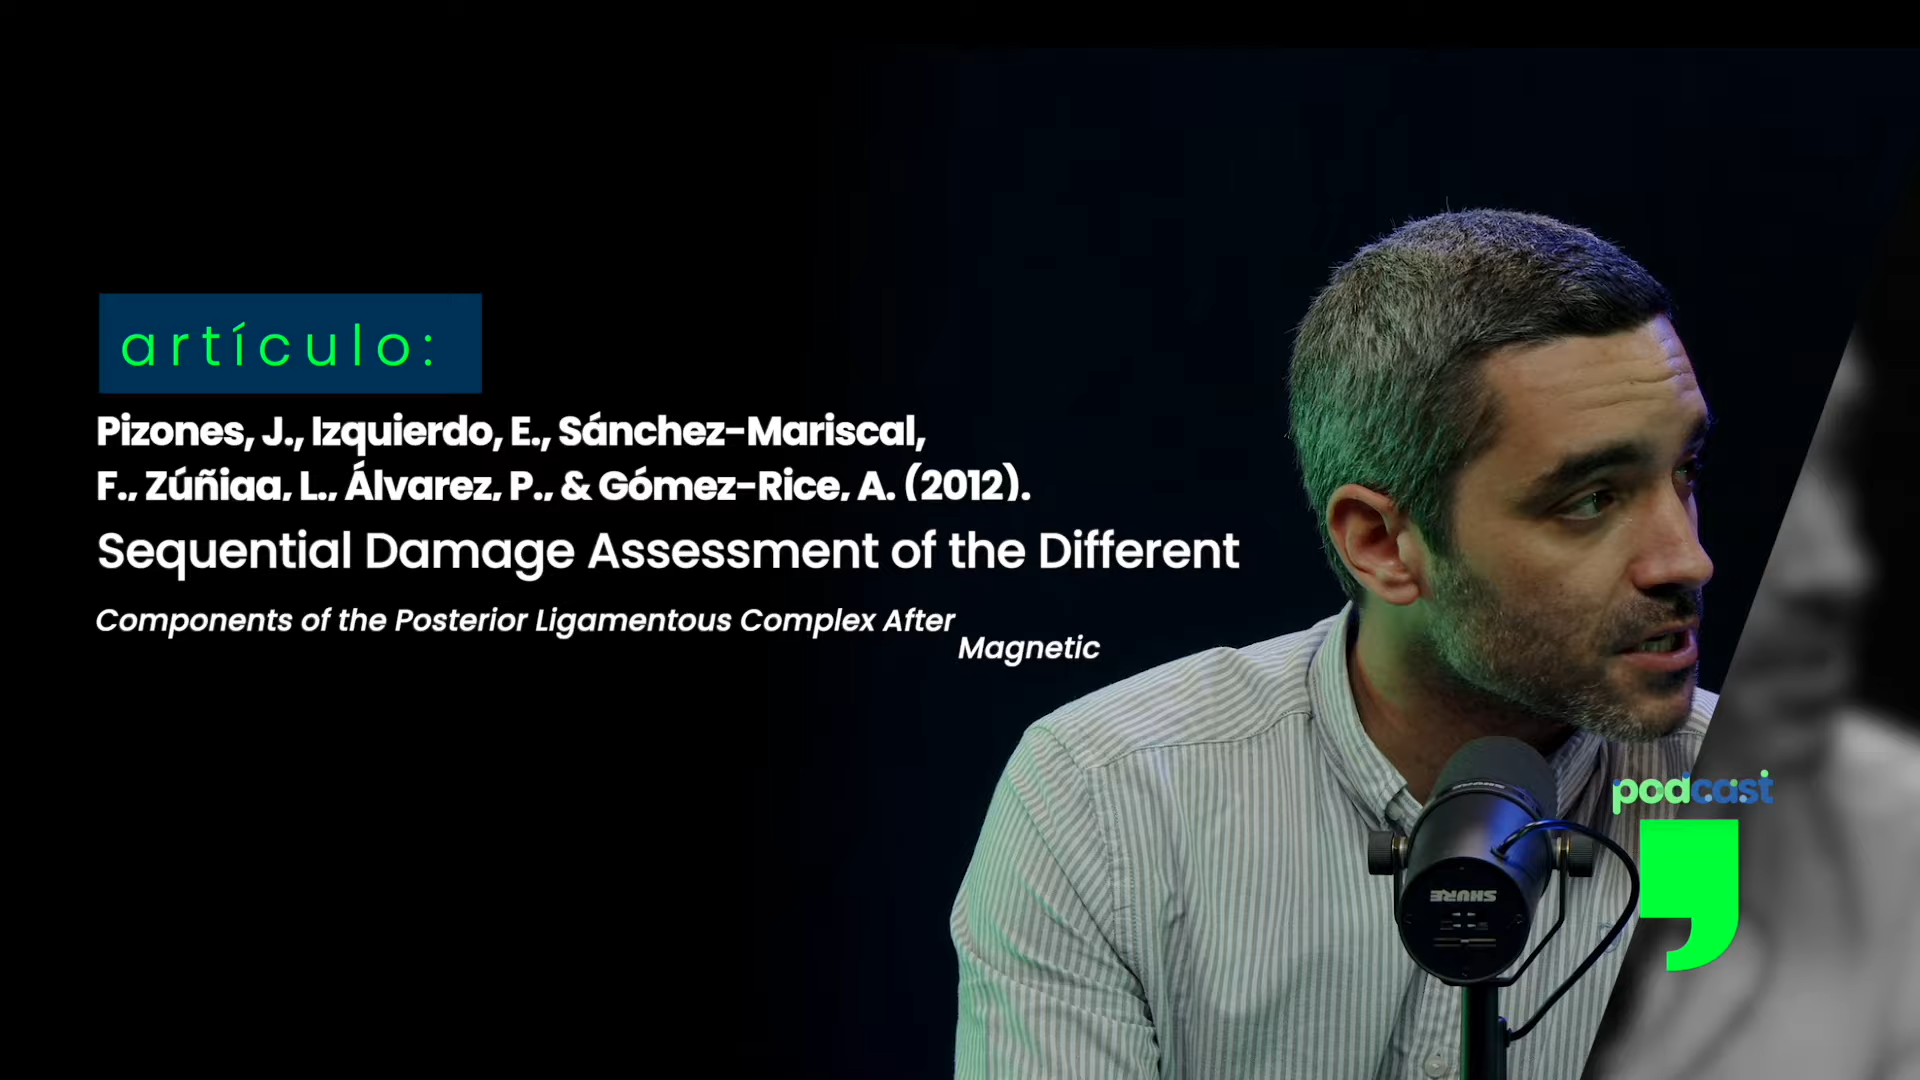 artículo:
Pizones, J., Izquierdo, E., Sánchez-Mariscal,
F., Zúñiga, L., Álvarez, P., & Gómez-Rice, A. (2012).
Sequential Damage Assessment of the Different
Components of the Posterior Ligamentous Complex After
Magnetic
podcast
SHURE